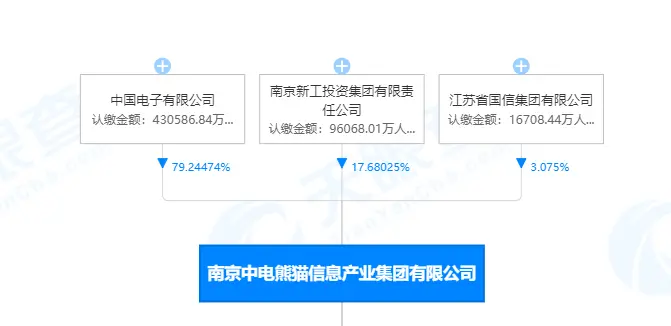 中国电子有限公司
认缴金额：430586.84万...
南京新工投资集团有限责
任公司
认缴金额：96068.01万人...
江苏省国信集团有限公司
认缴金额：16708.44万人...
79.24474%
17.68025%
3.075%
南京中电熊猫信息产业集团有限公司